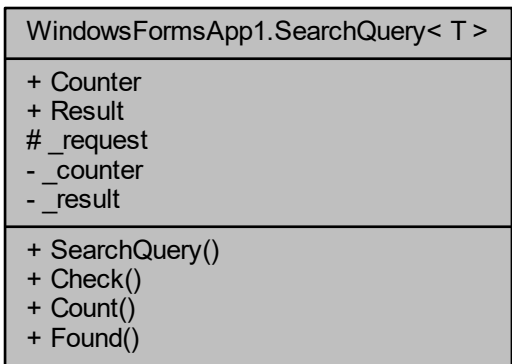 WindowsFormsApp1.SearchQuery< T >
+ Counter
+ Result
# _request
- _counter
- _result
+ SearchQuery()
+ Check()
+ Count()
+ Found()